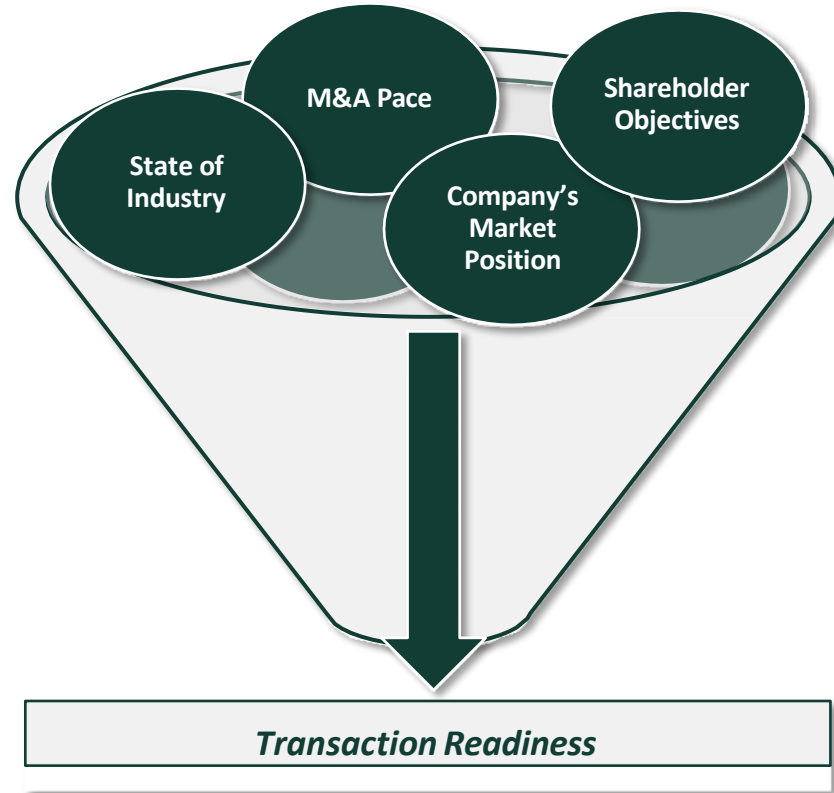 M&A Pace
Shareholder
Objectives
State of
Industry
Company’s
Market
Position
Transaction Readiness